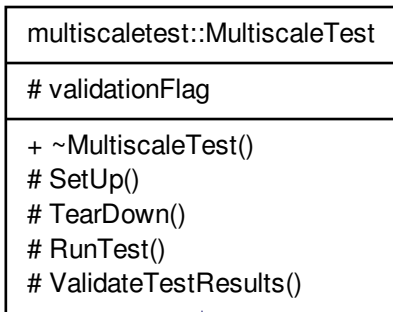 multiscaletest::MultiscaleTest
# validationFlag
+ ~MultiscaleTest()
# SetUp()
# TearDown()
# RunTest()
# ValidateTestResults()